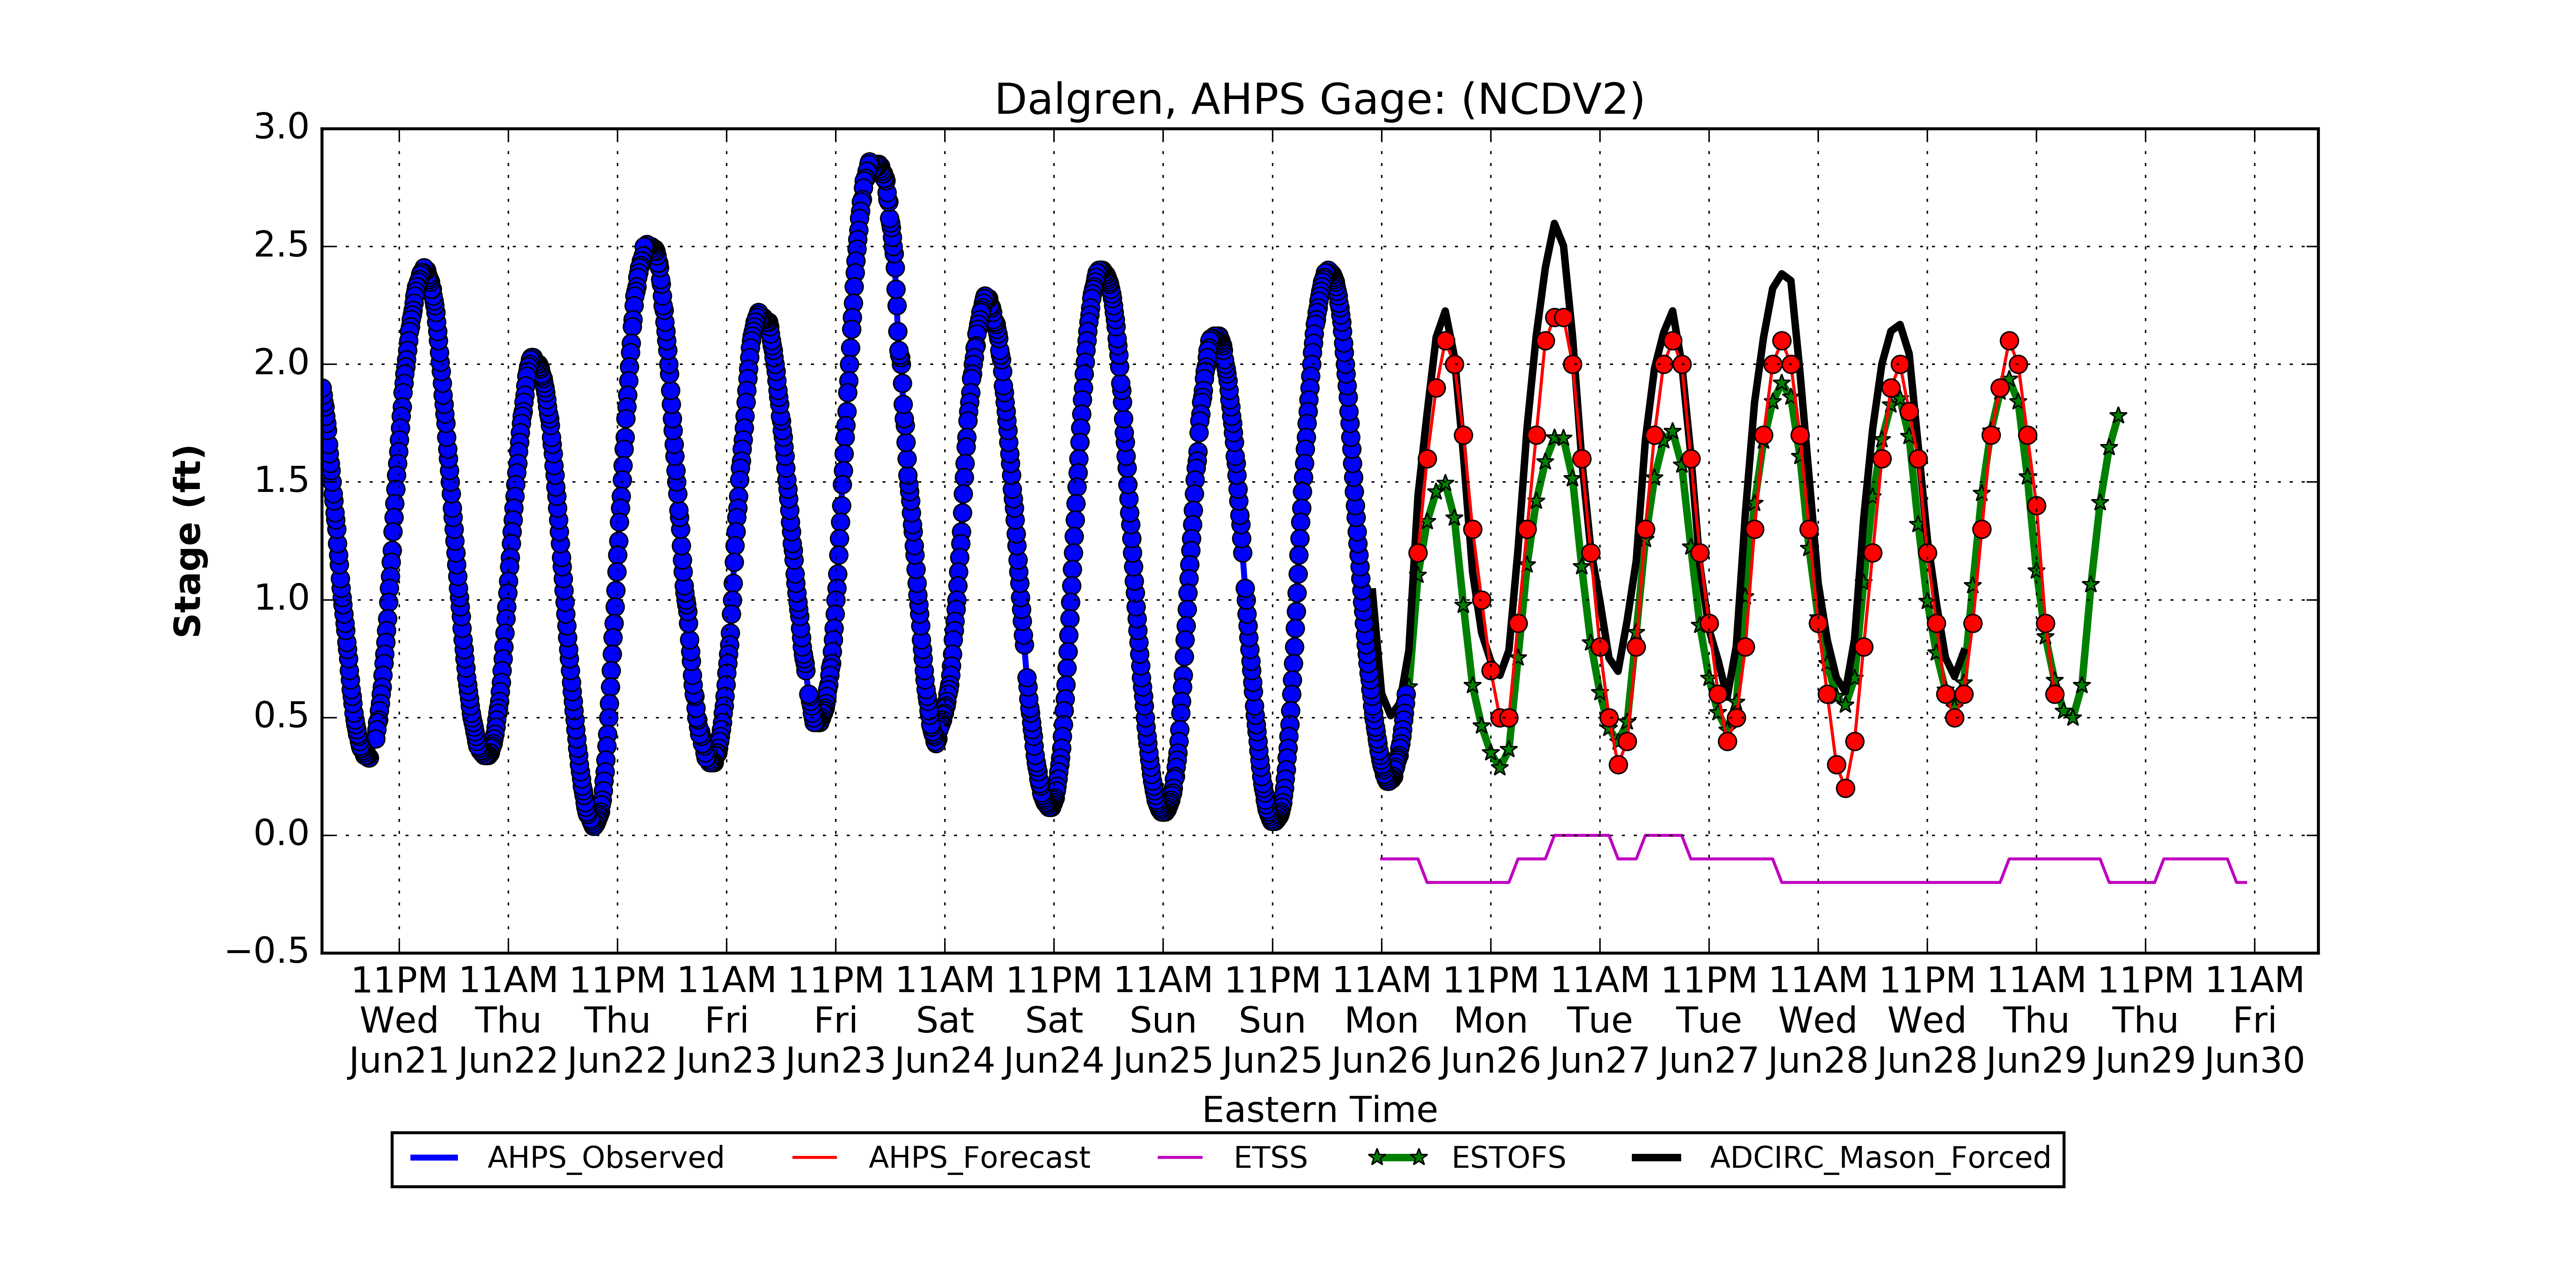 Dalgren, AHPS Gage: (NCDV2)
3.0
2.5
2.0
1.5
1.0
0.5
0.0
−0.5
Stage (ft)
11PM 11AM 11PM 11AM 11PM 11AM 11PM 11AM 11PM 11AM 11PM 11AM 11PM 11AM 11PM 11AM 11PM 11AM
Wed Thu Thu Fri Fri Sat Sat Sun Sun Mon Mon Tue Tue Wed Wed Thu Thu Fri
Jun21 Jun22 Jun22 Jun23 Jun23 Jun24 Jun24 Jun25 Jun25 Jun26 Jun26 Jun27 Jun27 Jun28 Jun28 Jun29 Jun29 Jun30
Eastern Time
AHPS_Observed AHPS_Forecast ETSS ESTOFS ADCIRC_Mason_Forced